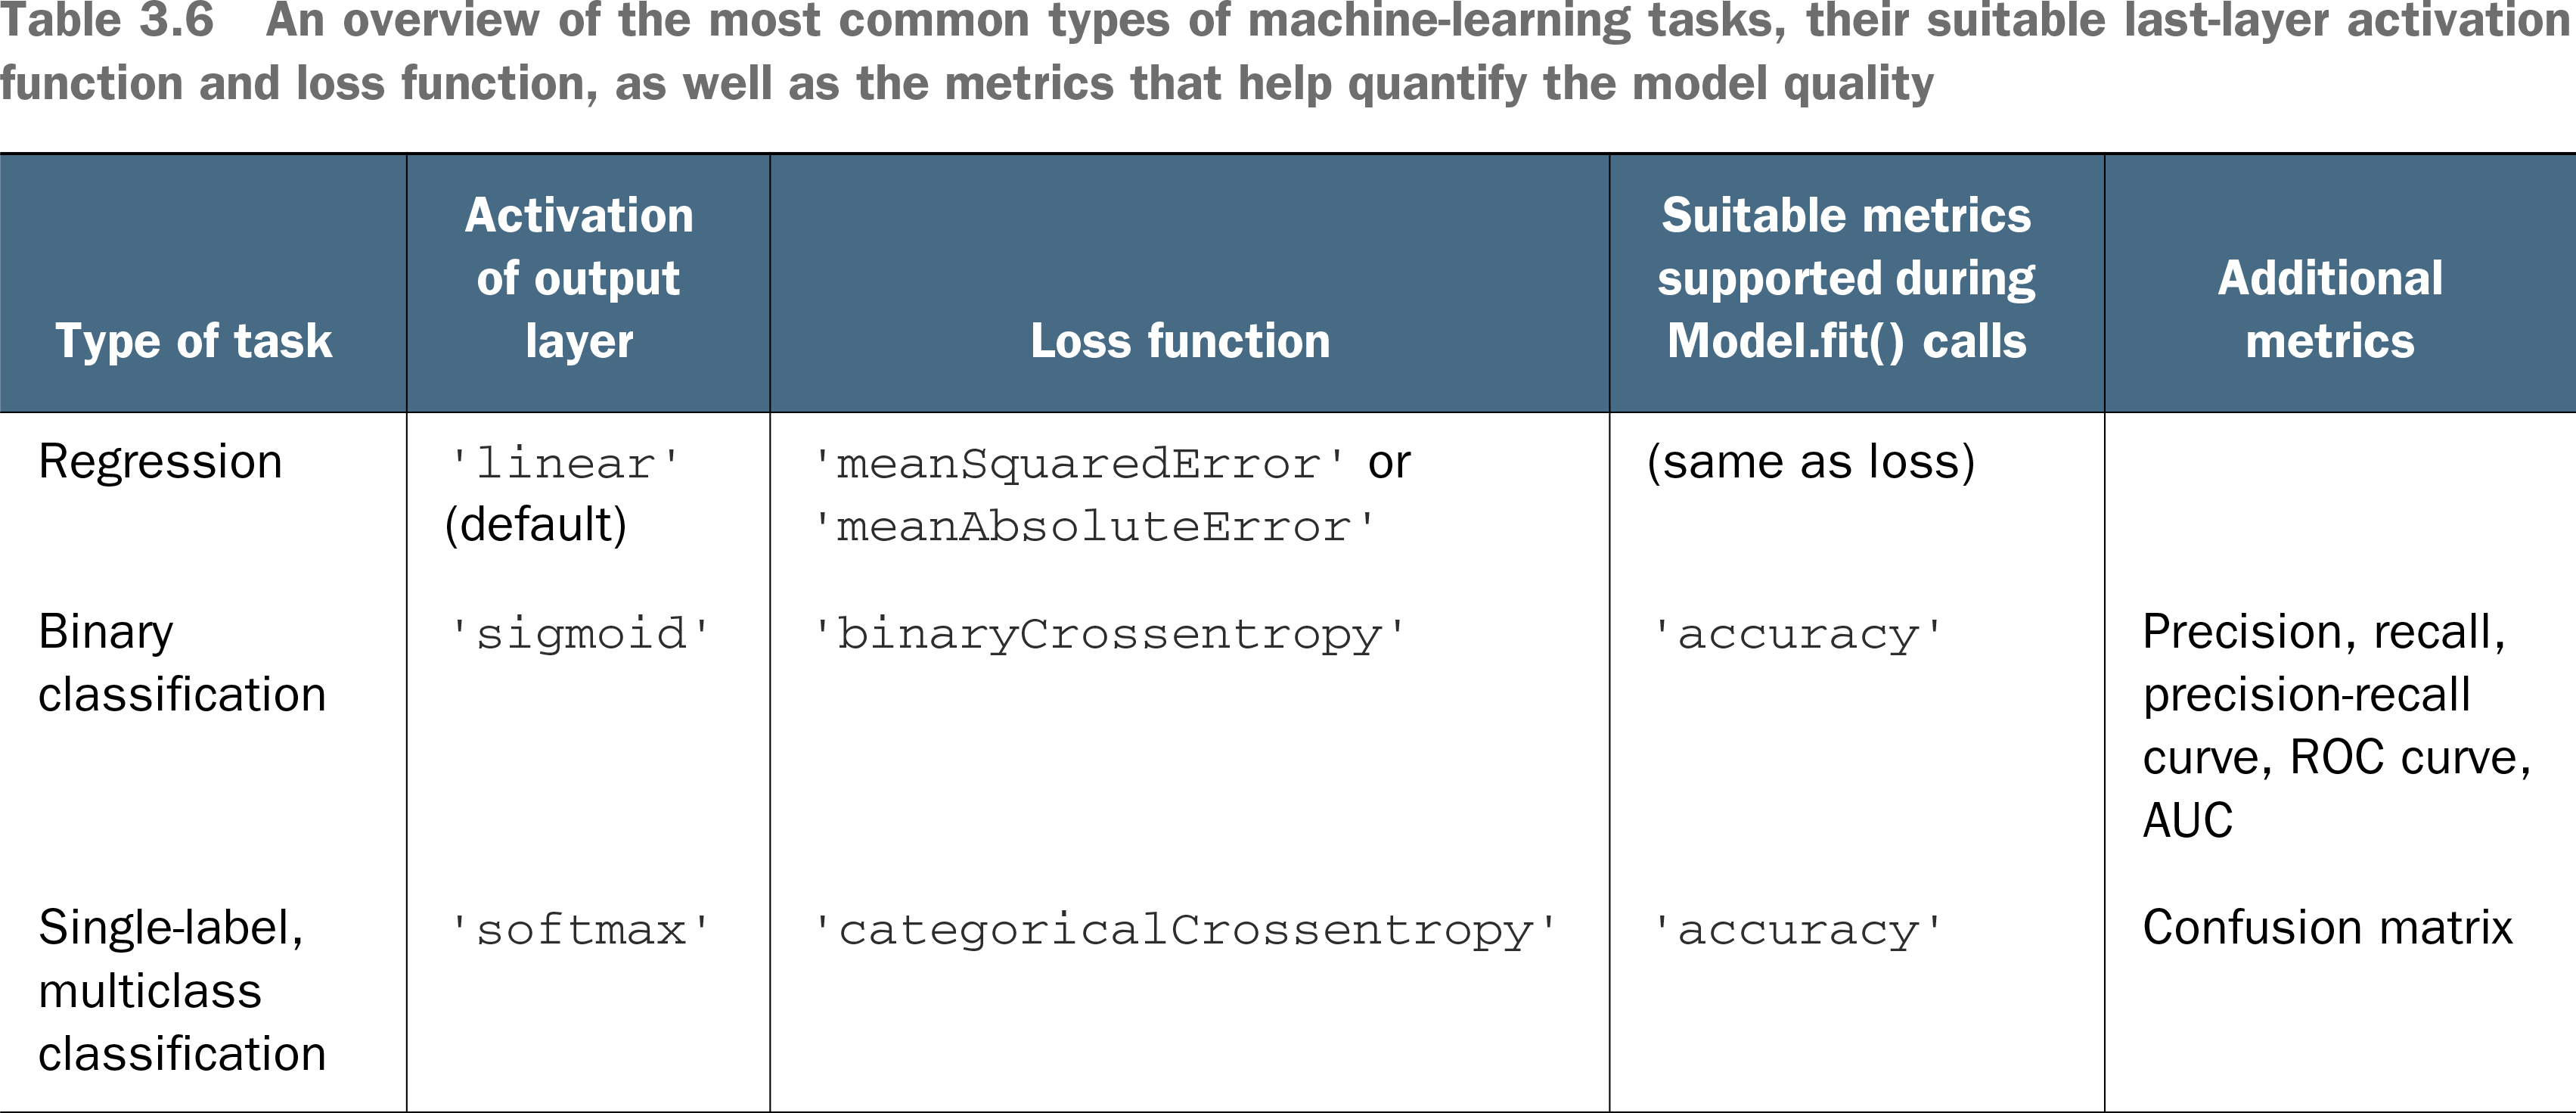 Table 3.6 An overview of the most common types of machine-learning tasks, their suitable last-layer activation
function and loss function, as well as the metrics that help quantify the model quality
Type of task
Activation
of output
layer
Loss function
Suitable metrics
supported during
Model.fit() calls
Additional
metrics
Regression
'linear'
(default)
'meanSquaredError' or
'meanAbsoluteError'
(same as loss)
Binary
classification
'sigmoid'
'binaryCrossentropy'
'accuracy'
Precision, recall,
precision-recall
curve, ROC curve,
AUC
Single-label,
multiclass
classification
'softmax'
'categoricalCrossentropy'
'accuracy'
Confusion matrix